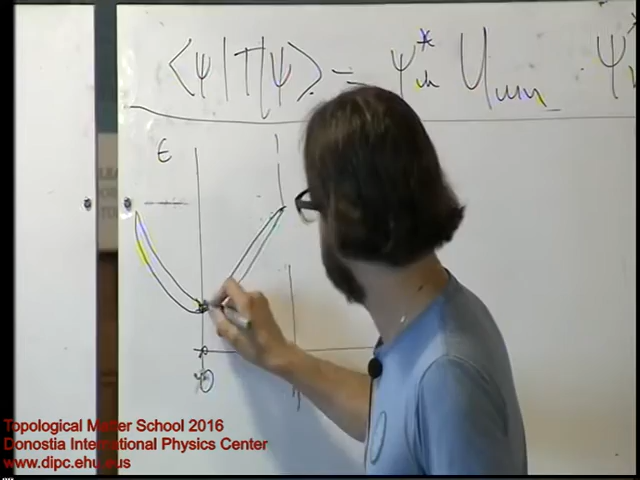 ⟨ψ|T|ψ⟩ = ψ*m Umn · ψ*
ϵ
Topological Matter School 2016
Donostia International Physics Center
www.dipc.ehu.eus